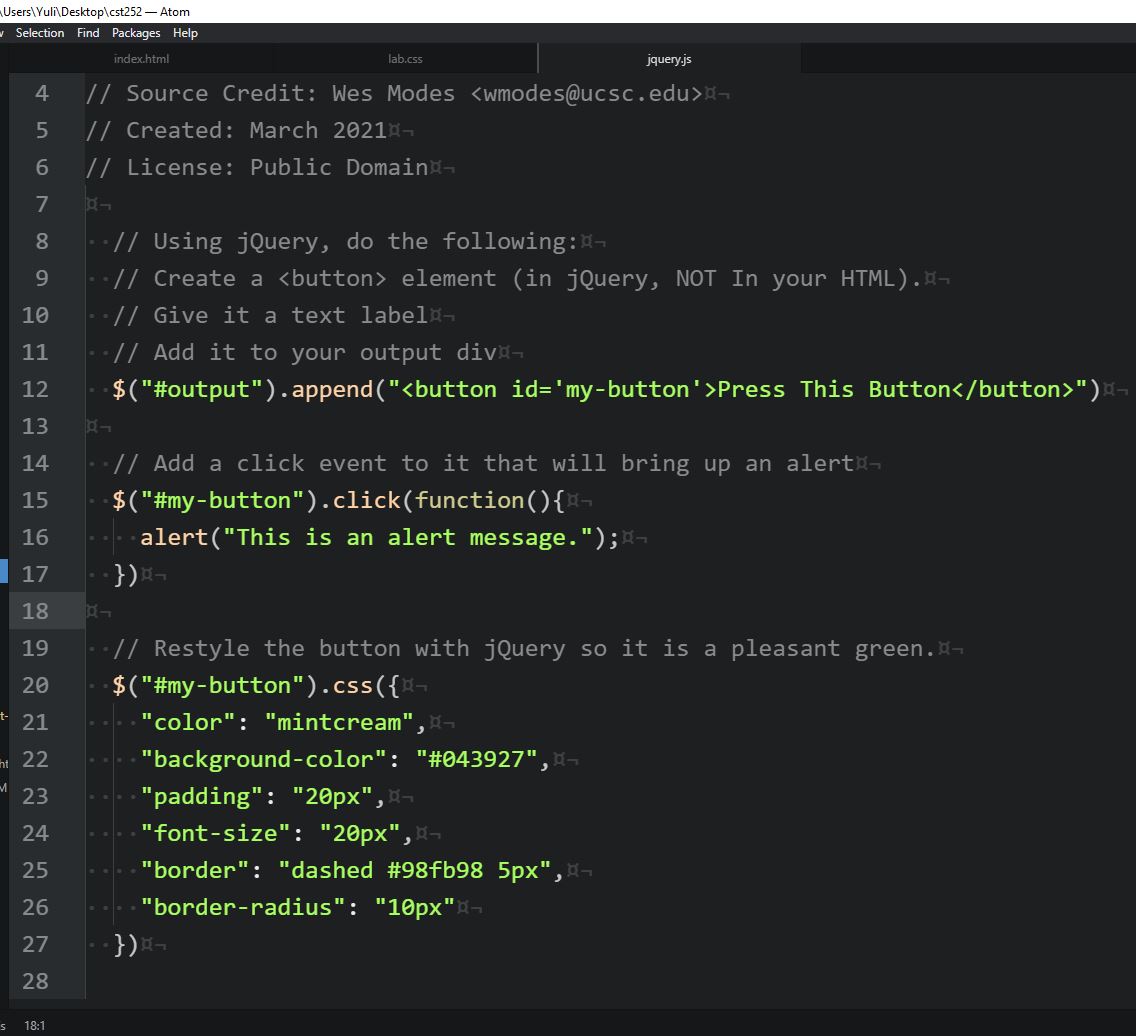 \Users\Yuli\Desktop\cst252 — Atom
Selection Find Packages Help
index.html lab.css jquery.js
4 // Source Credit: Wes Modes <wmodes@ucsc.edu>¤¬
5 // Created: March 2021¤¬
6 // License: Public Domain¤¬
7 ¤¬
8 ··// Using jQuery, do the following:¤¬
9 ··// Create a <button> element (in jQuery, NOT In your HTML).¤¬
10 ··// Give it a text label¤¬
11 ··// Add it to your output div¤¬
12 ··$("#output").append("<button id='my-button'>Press This Button</button>")¤¬
13 ¤¬
14 ··// Add a click event to it that will bring up an alert¤¬
15 ··$("#my-button").click(function(){¤¬
16 ····alert("This is an alert message.");¤¬
17 ··})¤¬
18 ¤¬
19 ··// Restyle the button with jQuery so it is a pleasant green.¤¬
20 ··$("#my-button").css({¤¬
21 ····"color": "mintcream",¤¬
22 ····"background-color": "#043927",¤¬
23 ····"padding": "20px",¤¬
24 ····"font-size": "20px",¤¬
25 ····"border": "dashed #98fb98 5px",¤¬
26 ····"border-radius": "10px"¤¬
27 ··})¤¬
28
18:1